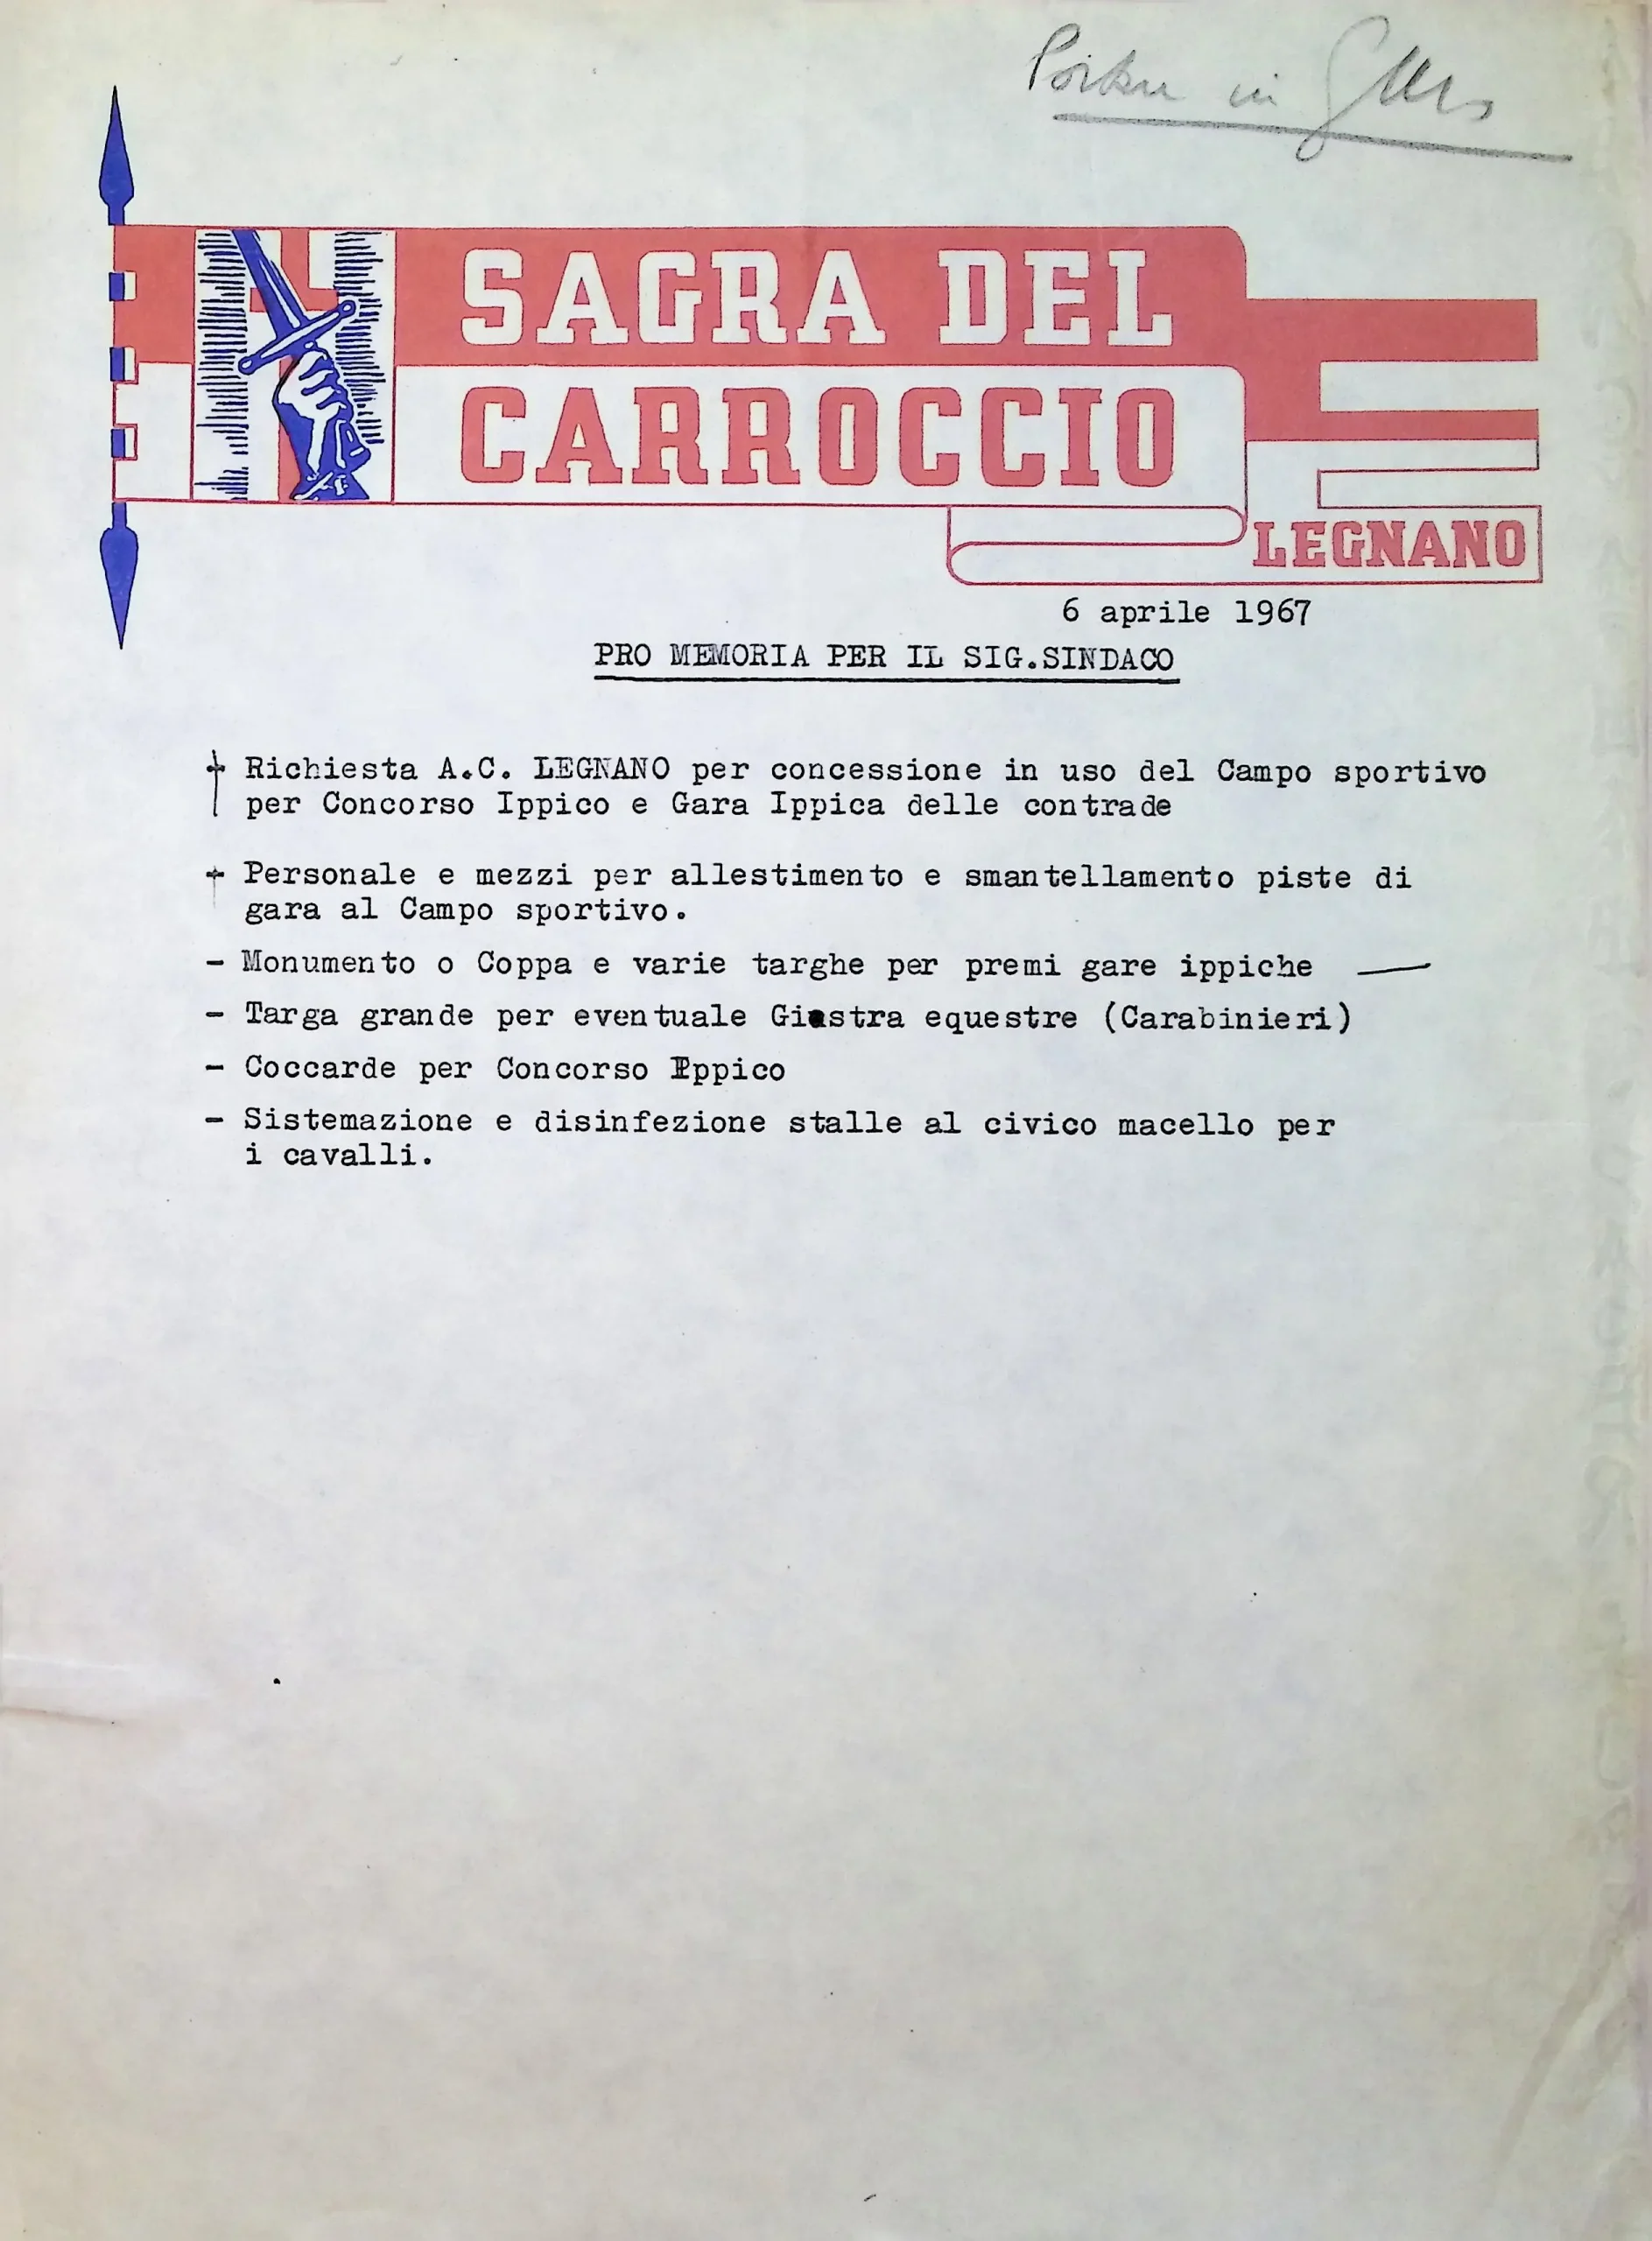 in
SAGRA DEL
CARROCCIO
LEGNANO
6 aprile 1967
PRO MEMORIA PER IL SIG.SINDACO
- Richiesta A.C. LEGNANO per concessione in uso del Campo sportivo
per Concorso Ippico e Gara Ippica delle contrade
- Personale e mezzi per allestimento e smantellamento piste di
gara al Campo sportivo.
- Monumento o Coppa e varie targhe per premi gare ippiche
- Targa grande per eventuale Giostra equestre (Carabinieri)
- Coccarde per Concorso Ippico
- Sistemazione e disinfezione stalle al civico macello per
i cavalli.